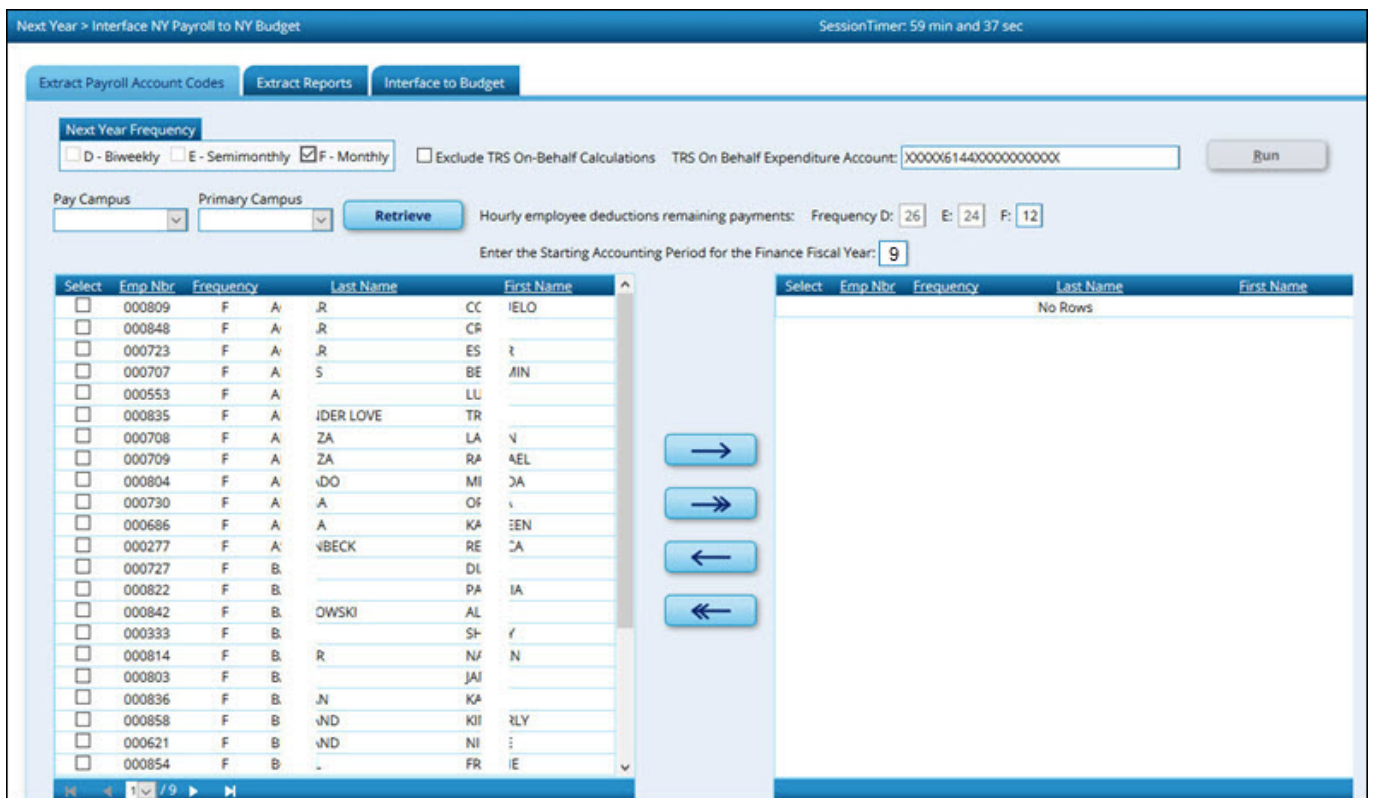 Next Year > Interface NY Payroll to NY Budget SessionTimer: 59 min and 37 sec
Extract Payroll Account Codes Extract Reports Interface to Budget
Next Year Frequency
D - Biweekly E - Semimonthly F - Monthly Exclude TRS On-Behalf Calculations TRS On Behalf Expenditure Account: XXXXX6144XXXXXXXXXXX Run
Pay Campus Primary Campus
Retrieve Hourly employee deductions remaining payments: Frequency D: 26 E: 24 F: 12
Enter the Starting Accounting Period for the Finance Fiscal Year: 9
Select Emp Nbr Frequency Last Name First Name Select Emp Nbr Frequency Last Name First Name
000809 F No Rows
000848 F
000723 F
000707 F
000553 F
000835 F LOVE
000708 F
000709 F
000804 F
000730 F
000686 F
000277 F
000727 F
000822 F
000842 F
000333 F
000814 F
000803 F
000836 F
000858 F
000621 F
000854 F
1 / 9